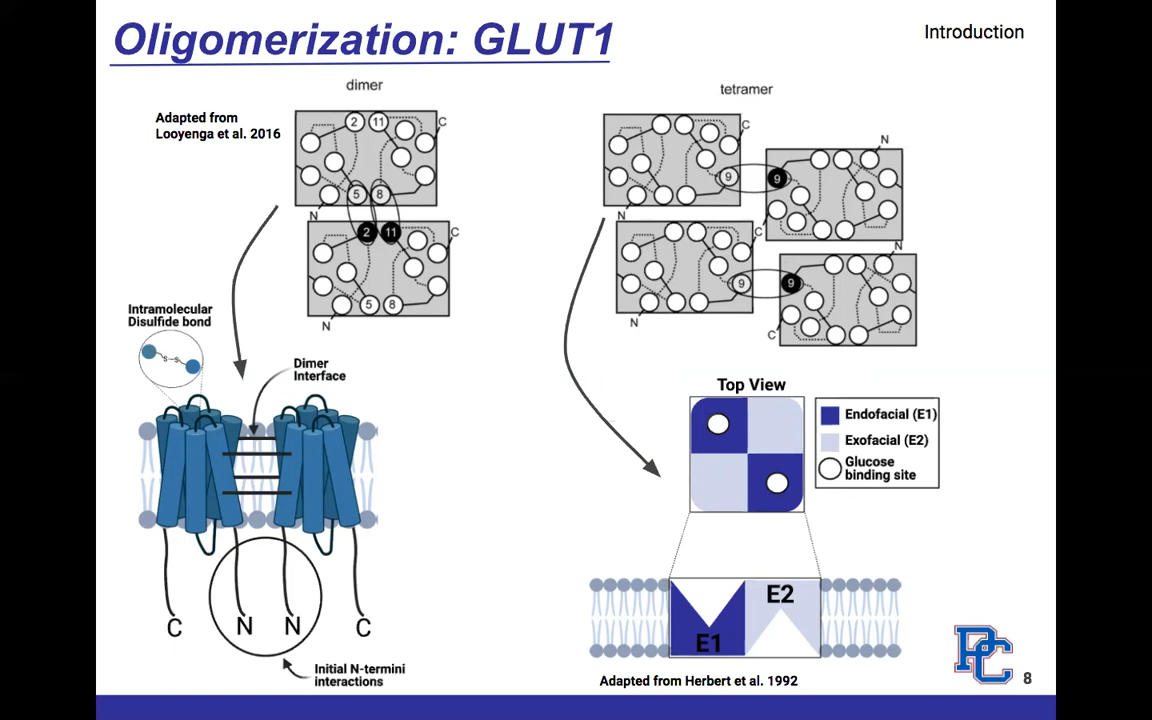 Oligomerization: GLUT1
Introduction
dimer
tetramer
Adapted from
Looyenga et al. 2016
2 11
C
5 8
N
2 11
C
5 8
N
C
N
9 9
N
C
N
9 9
N
C
Intramolecular
Disulfide bond
S S
Dimer
Interface
C N N C
Initial N-termini
interactions
Top View
Endofacial (E1)
Exofacial (E2)
Glucose
binding site
E2
E1
Adapted from Herbert et al. 1992
PC
8